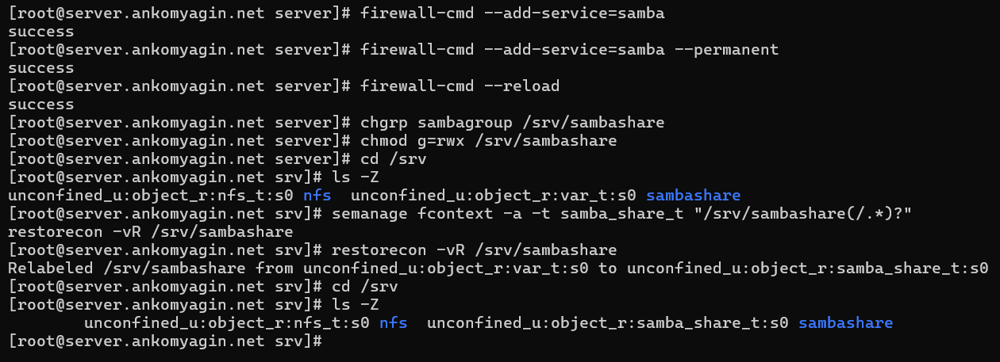 [root@server.ankomyagin.net server]# firewall-cmd --add-service=samba
success
[root@server.ankomyagin.net server]# firewall-cmd --add-service=samba --permanent
success
[root@server.ankomyagin.net server]# firewall-cmd --reload
success
[root@server.ankomyagin.net server]# chgrp sambagroup /srv/sambashare
[root@server.ankomyagin.net server]# chmod g=rwx /srv/sambashare
[root@server.ankomyagin.net server]# cd /srv
[root@server.ankomyagin.net srv]# ls -Z
unconfined_u:object_r:nfs_t:s0 nfs  unconfined_u:object_r:var_t:s0 sambashare
[root@server.ankomyagin.net srv]# semanage fcontext -a -t samba_share_t "/srv/sambashare(/.*)?"
restorecon -vR /srv/sambashare
[root@server.ankomyagin.net srv]# restorecon -vR /srv/sambashare
Relabeled /srv/sambashare from unconfined_u:object_r:var_t:s0 to unconfined_u:object_r:samba_share_t:s0
[root@server.ankomyagin.net srv]# cd /srv
[root@server.ankomyagin.net srv]# ls -Z
        unconfined_u:object_r:nfs_t:s0 nfs  unconfined_u:object_r:samba_share_t:s0 sambashare
[root@server.ankomyagin.net srv]#